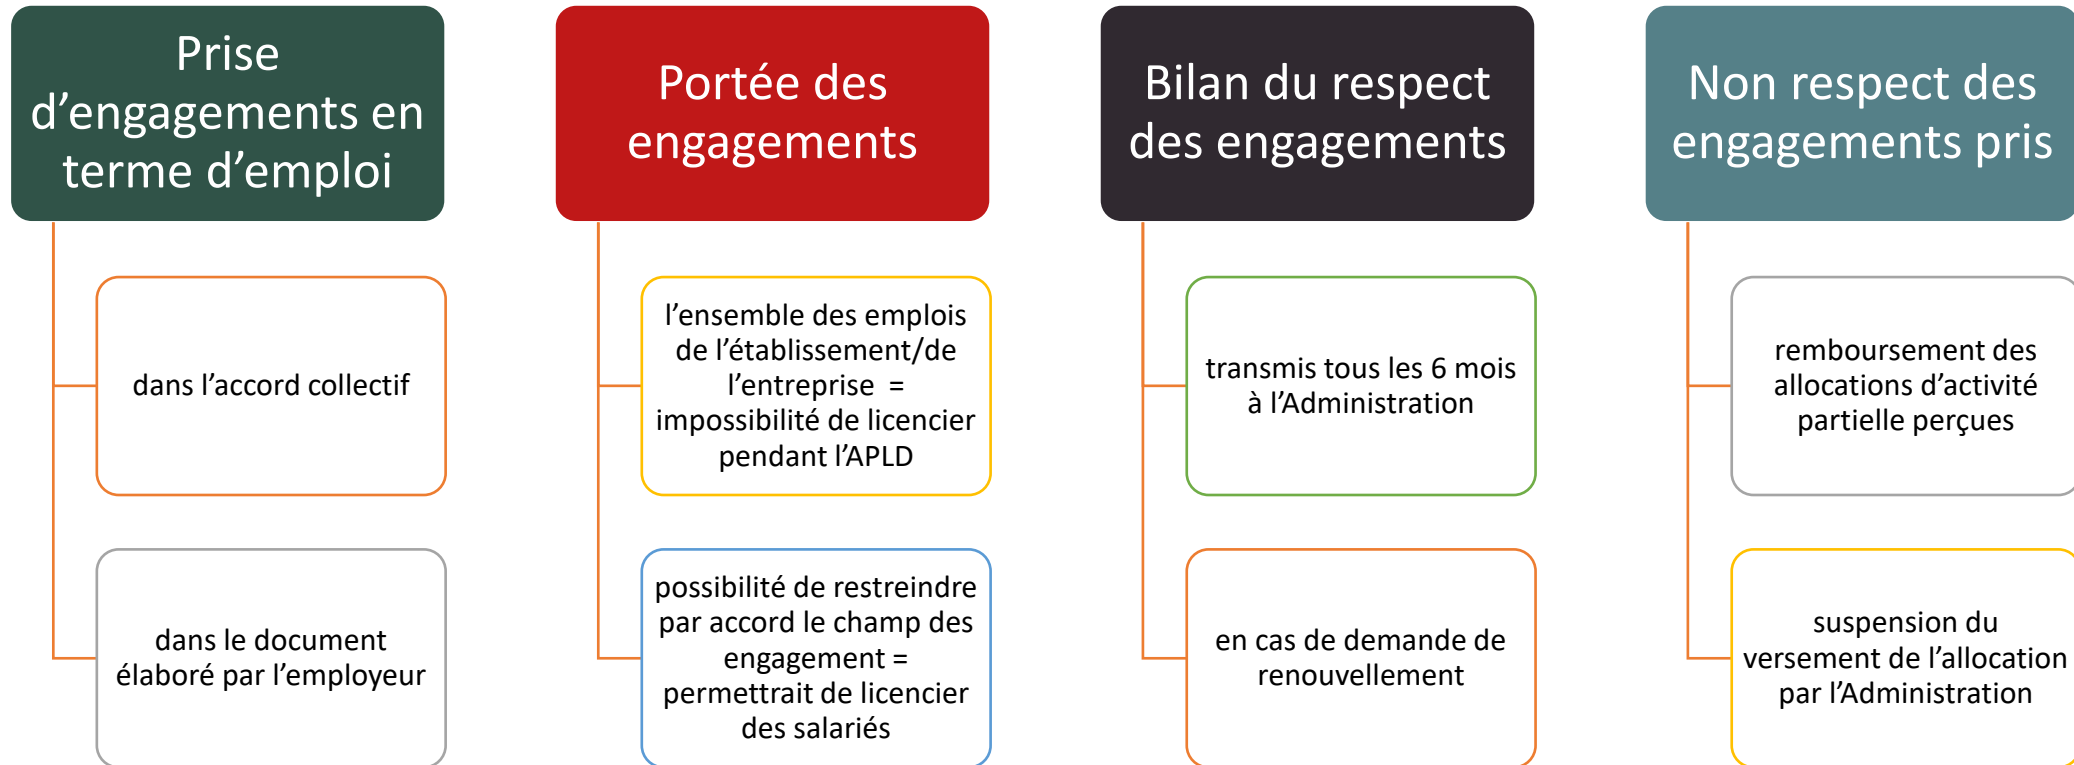 Prise
d’engagements en
terme d’emploi
dans l’accord collectif
dans le document
élaboré par l’employeur
Portée des
engagements
l’ensemble des emplois
de l’établissement/de
l’entreprise =
impossibilité de licencier
pendant l’APLD
possibilité de restreindre
par accord le champ des
engagement =
permettrait de licencier
des salariés
Bilan du respect
des engagements
transmis tous les 6 mois
à l’Administration
en cas de demande de
renouvellement
Non respect des
engagements pris
remboursement des
allocations d’activité
partielle perçues
suspension du
versement de l’allocation
par l’Administration